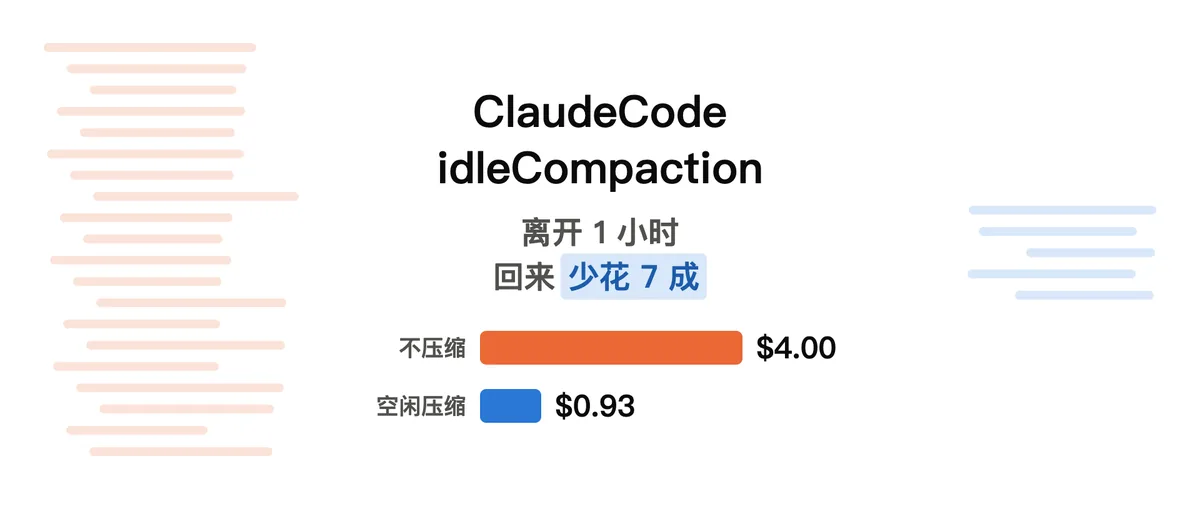 ClaudeCode
idleCompaction
离开 1 小时
回来 少花 7 成
不压缩 $4.00
空闲压缩 $0.93